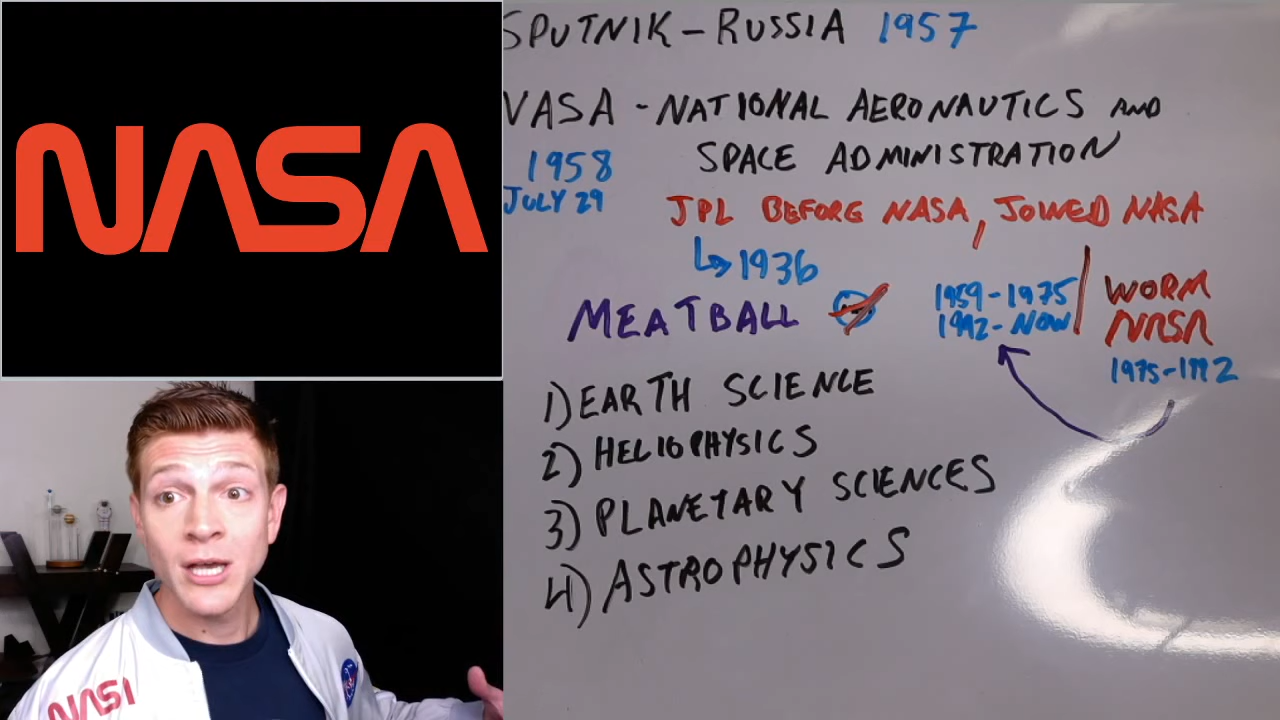 NASA
SPUTNIK - RUSSIA 1957
NASA - NATIONAL AERONAUTICS AND
SPACE ADMINISTRATION
1958
JULY 29
JPL BEFORE NASA, JOINED NASA
1936
MEATBALL
1959-1975
1992-NOW
WORM
NASA
1975-1992
1) EARTH SCIENCE
2) HELIOPHYSICS
3) PLANETARY SCIENCES
4) ASTROPHYSICS
NASA